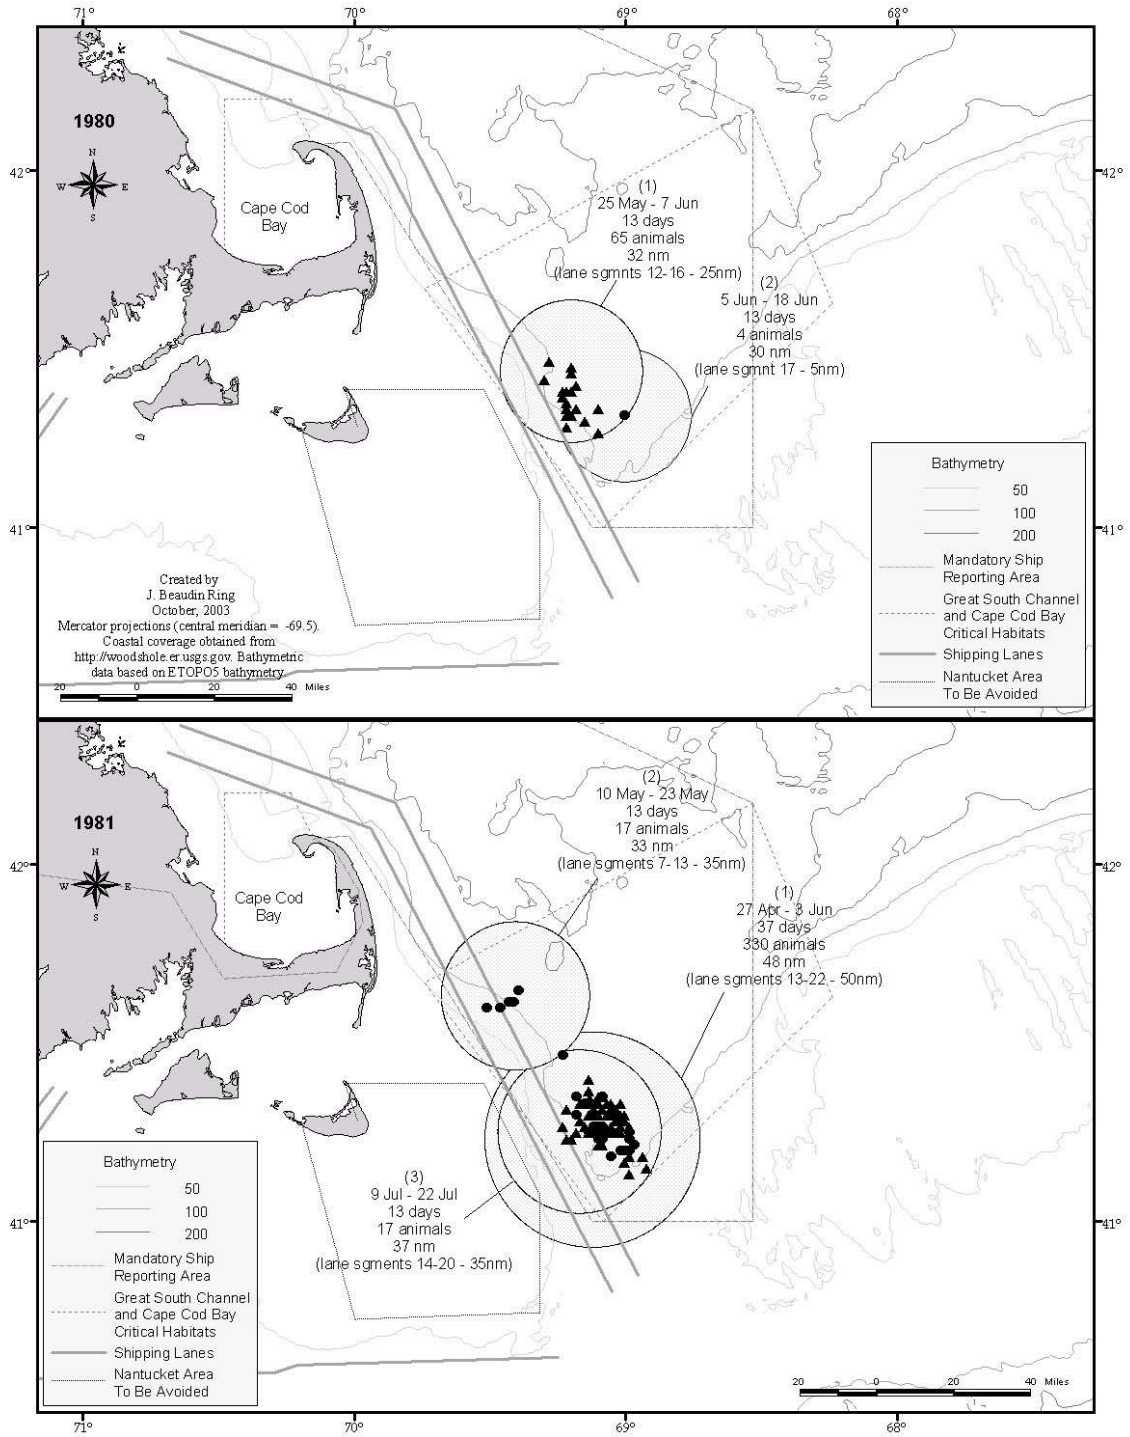 71°
70°
69°
68°
1980
N
W
E
S
42°
42°
Cape Cod
Bay
(1)
25 May - 7 Jun
13 days
65 animals
32 nm
(lane sgmnts 12-16 - 25nm)
(2)
5 Jun - 18 Jun
13 days
4 animals
30 nm
(lane sgmnt 17 - 5nm)
41°
41°
Bathymetry
50
100
200
Mandatory Ship
Reporting Area
Great South Channel
and Cape Cod Bay
Critical Habitats
Shipping Lanes
Nantucket Area
To Be Avoided
Created by
J. Beaudin Ring
October, 2003
Mercator projections (central meridian = -69.5).
Coastal coverage obtained from
http://woodshole.er.usgs.gov. Bathymetric
data based on ETOPO5 bathymetry.
20 0 20 40 Miles
1981
N
W
E
S
42°
42°
Cape Cod
Bay
(2)
10 May - 23 May
13 days
17 animals
33 nm
(lane sgments 7-13 - 35nm)
(1)
27 Apr - 3 Jun
37 days
330 animals
48 nm
(lane sgments 13-22 - 50nm)
(3)
9 Jul - 22 Jul
13 days
17 animals
37 nm
(lane sgments 14-20 - 35nm)
41°
41°
Bathymetry
50
100
200
Mandatory Ship
Reporting Area
Great South Channel
and Cape Cod Bay
Critical Habitats
Shipping Lanes
Nantucket Area
To Be Avoided
20 0 20 40 Miles
71°
70°
69°
68°